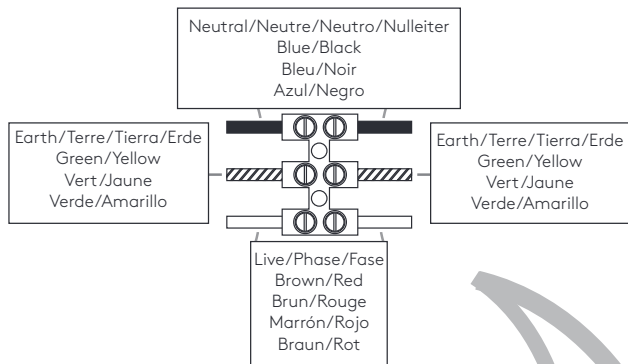 Neutral/Neutre/Neutro/Nulleiter
Blue/Black
Bleu/Noir
Azul/Negro
Earth/Terre/Tierra/Erde
Green/Yellow
Vert/Jaune
Verde/Amarillo
Earth/Terre/Tierra/Erde
Green/Yellow
Vert/Jaune
Verde/Amarillo
Live/Phase/Fase
Brown/Red
Brun/Rouge
Marrón/Rojo
Braun/Rot